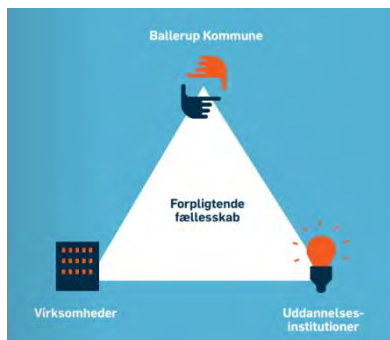 Ballerup Kommune
Forpligtende
fællesskab
Virksomheder
Uddannelses-
institutioner